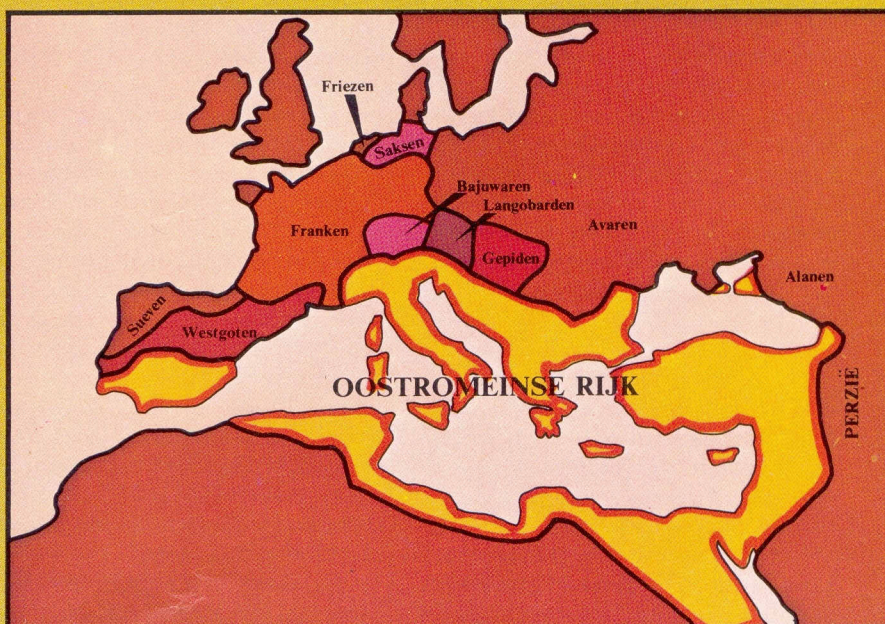 Friezen
Saksen
Bajuwaren
Langobarden
Franken
Avaren
Gepiden
Alanen
Sueven
Westgoten
OOSTROMEINSE RIJK
PERZIË